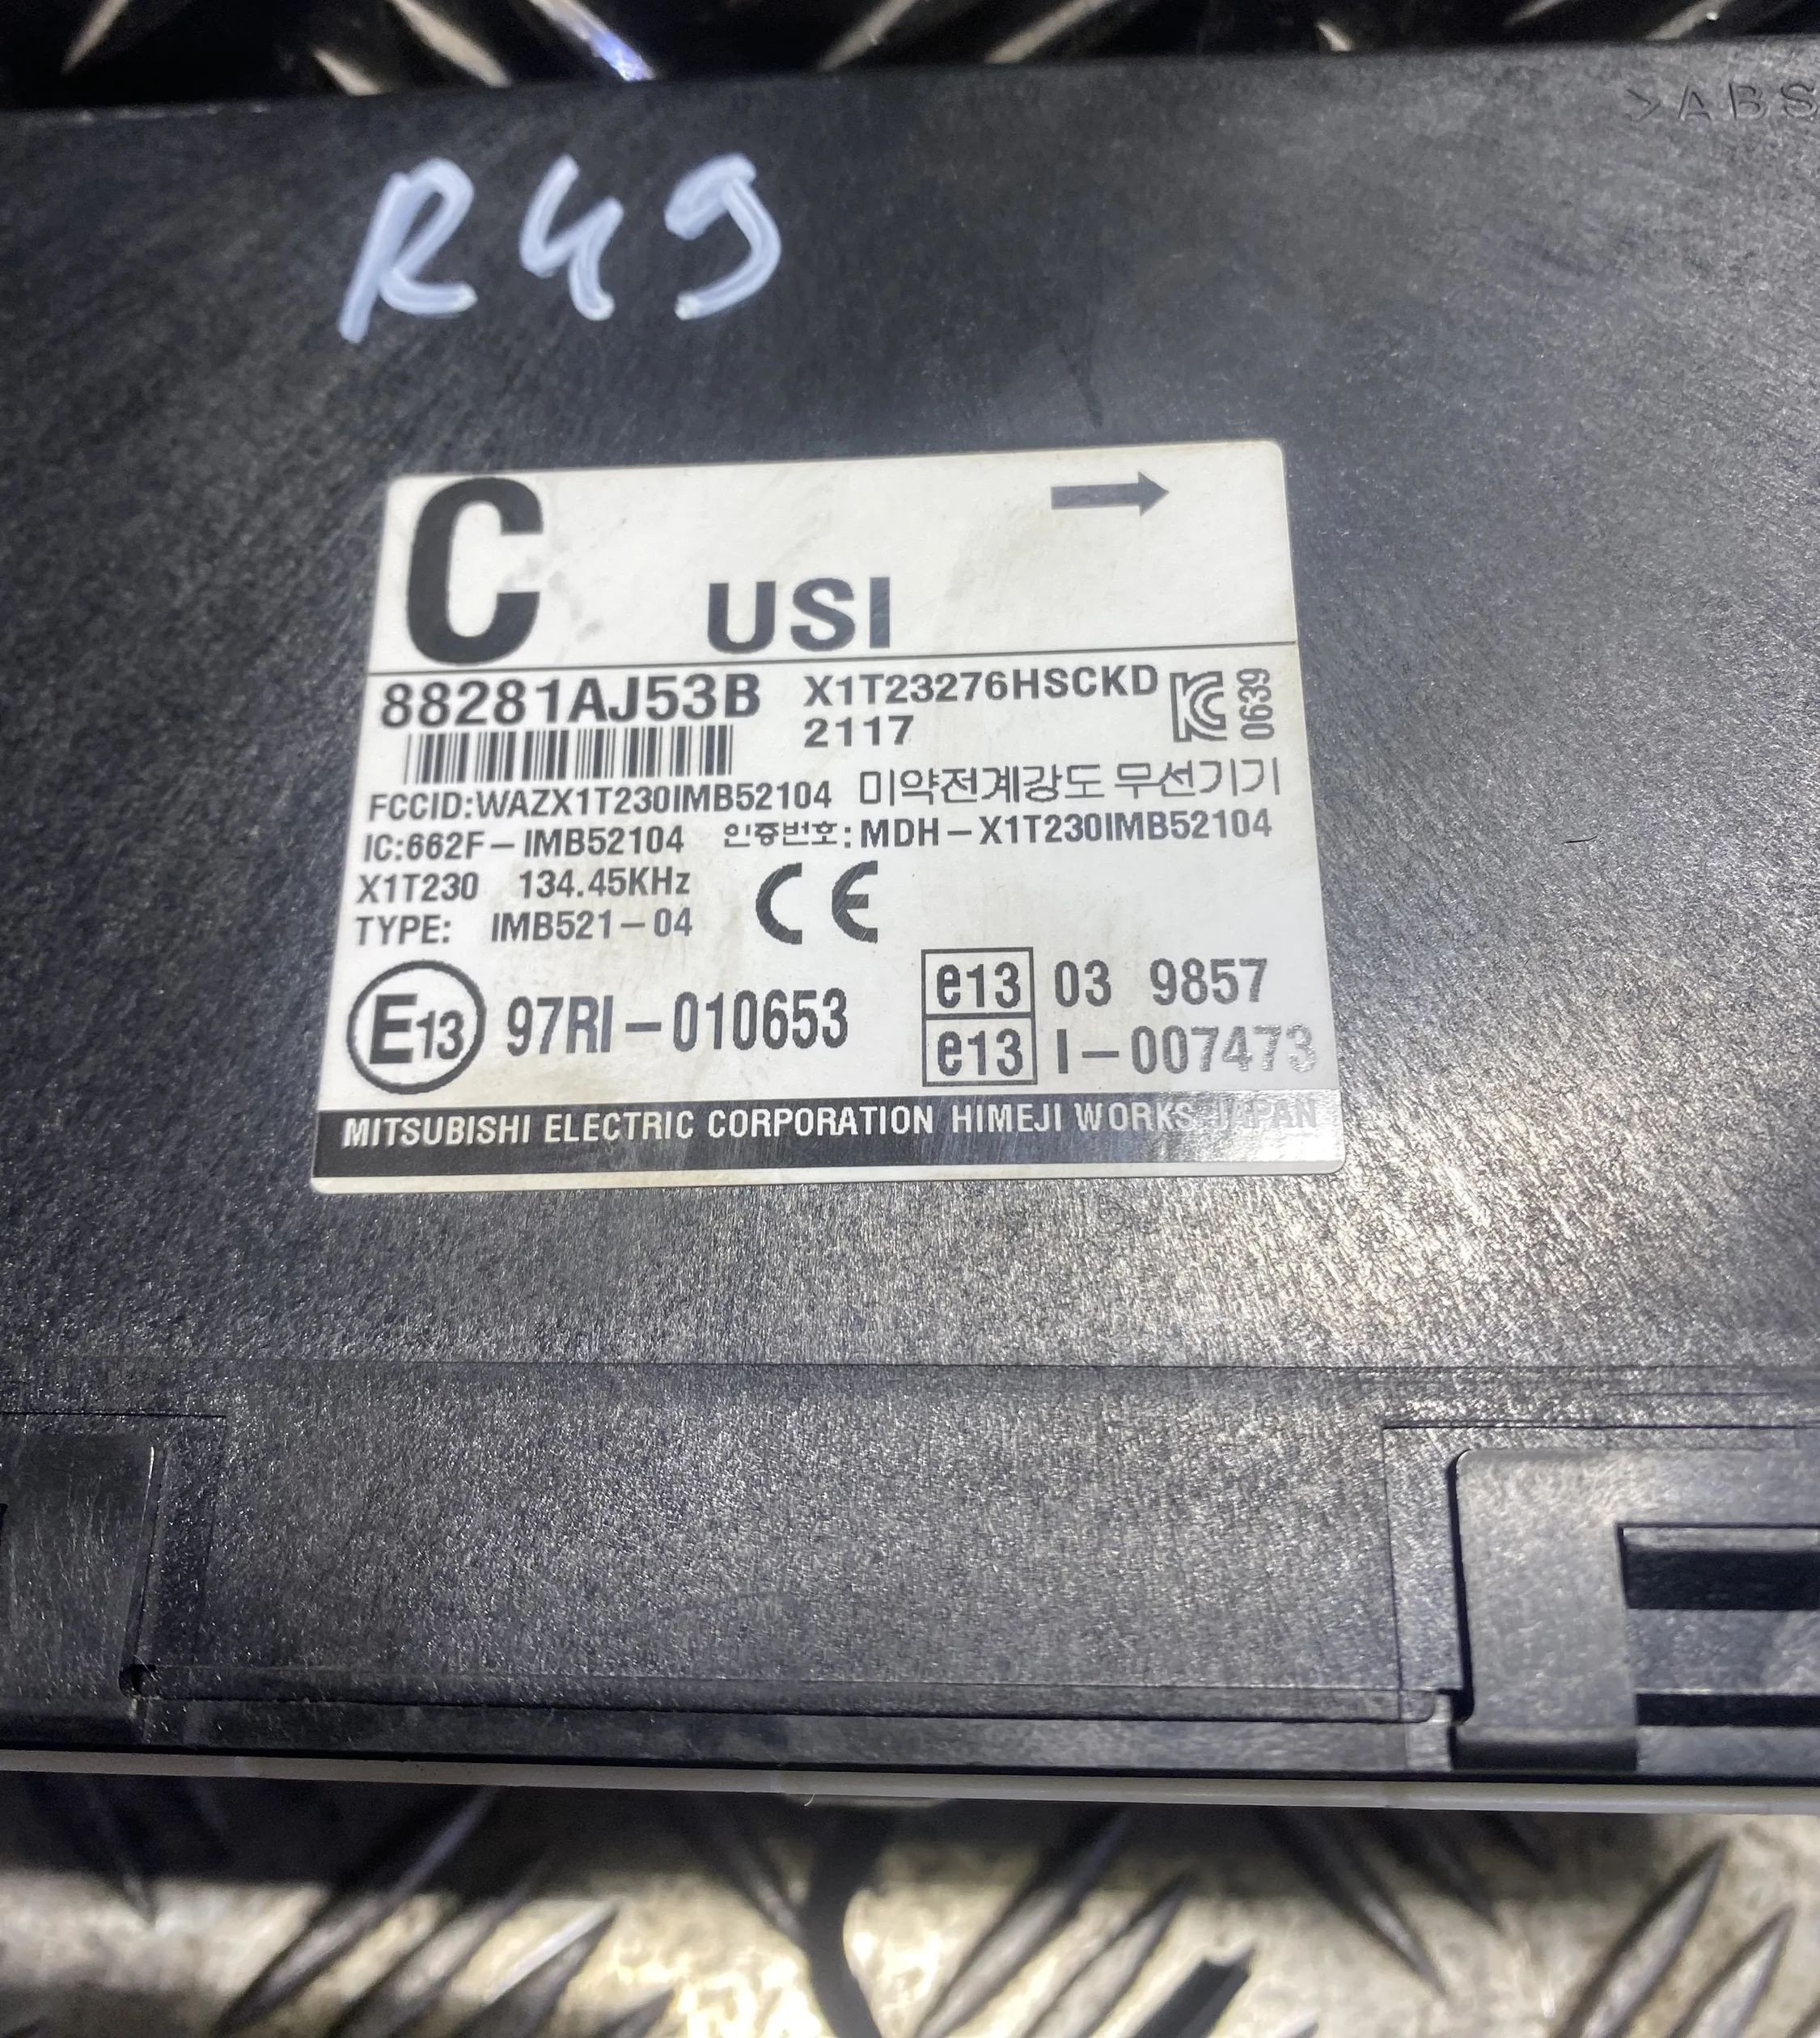 >ABS
R49
C USI
88281AJ53B X1T23276HSCKD
2117
0639
FCCID:WAZX1T230IMB52104 미약전계강도 무선기기
IC:662F-IMB52104 인증번호: MDH-X1T230IMB52104
X1T230 134.45KHz
TYPE: IMB521-04 CE
E13 97RI-010653
e13 03 9857
e13 I-007473
MITSUBISHI ELECTRIC CORPORATION HIMEJI WORKS JAPAN